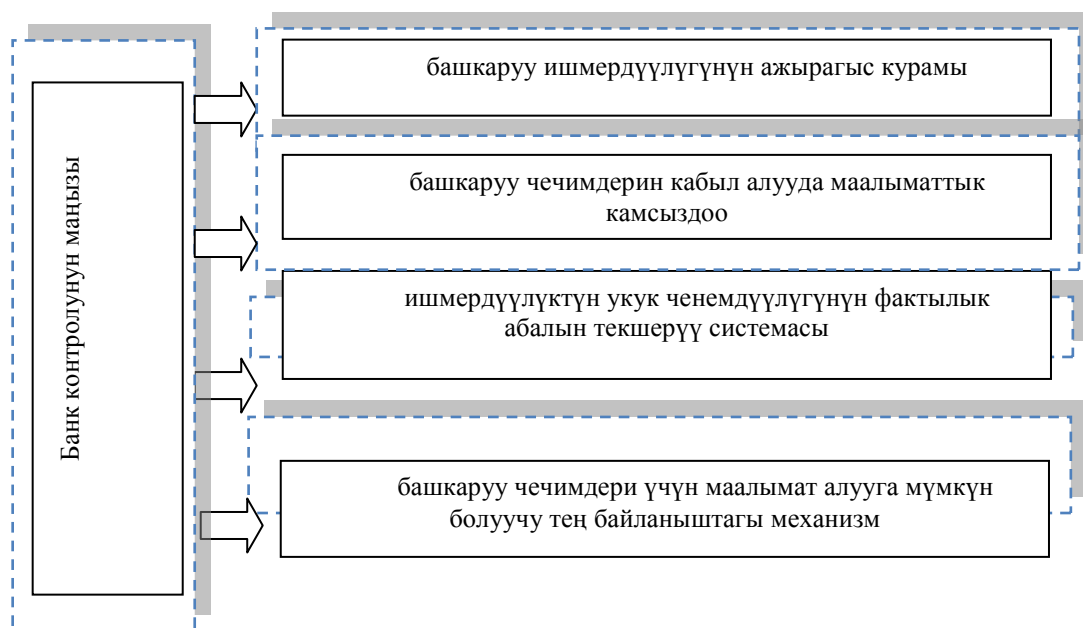 Банк контролунун маңызы
башкаруу ишмердүүлүгүнүн ажырагыс курамы
башкаруу чечимдерин кабыл алууда маалыматтык
камсыздоо
ишмердүүлүктүн укук ченемдүүлүгүнүн фактылык
абалын текшерүү системасы
башкаруу чечимдери үчүн маалымат алууга мүмкүн
болуучу тең байланыштагы механизм